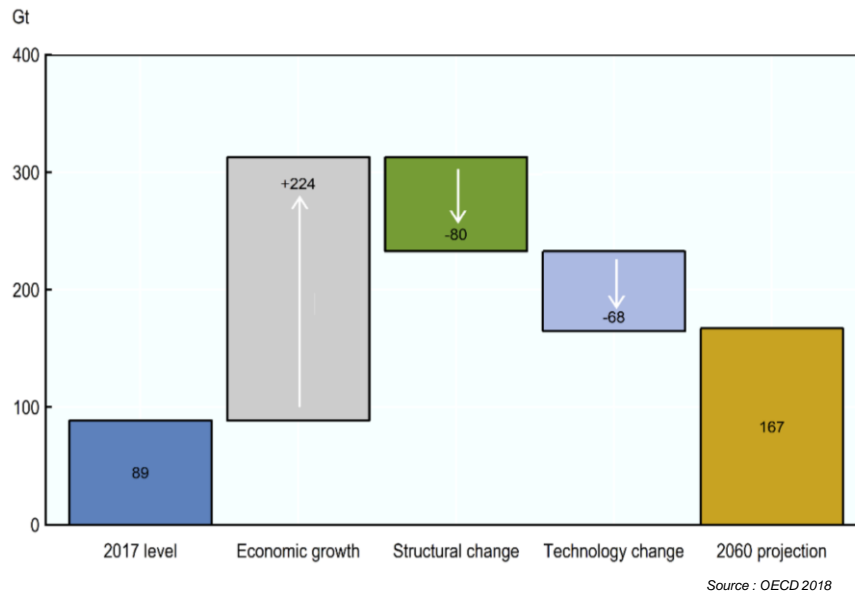 Gt
400
300
200
100
0
+224
-80
-68
89
167
2017 level
Economic growth
Structural change
Technology change
2060 projection
Source : OECD 2018